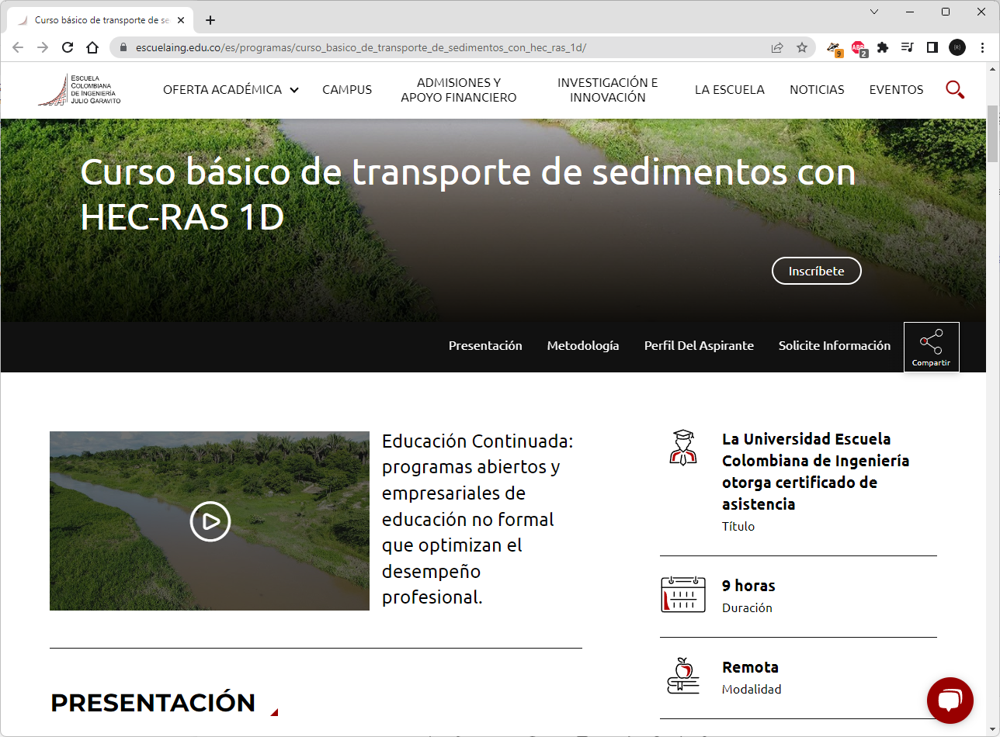 Curso básico de transporte de se
escuelaing.edu.co/es/programas/curso_basico_de_transporte_de_sedimentos_con_hec_ras_1d/
9
ABP
2
(R)
ESCUELA
COLOMBIANA
DE INGENIERÍA
JULIO GARAVITO
OFERTA ACADÉMICA
CAMPUS
ADMISIONES Y
APOYO FINANCIERO
INVESTIGACIÓN E
INNOVACIÓN
LA ESCUELA
NOTICIAS
EVENTOS
Curso básico de transporte de sedimentos con
HEC-RAS 1D
Inscríbete
Presentación
Metodología
Perfil Del Aspirante
Solicite Información
Compartir
Educación Continuada:
programas abiertos y
empresariales de
educación no formal
que optimizan el
desempeño
profesional.
La Universidad Escuela
Colombiana de Ingeniería
otorga certificado de
asistencia
Título
9 horas
Duración
Remota
Modalidad
PRESENTACIÓN